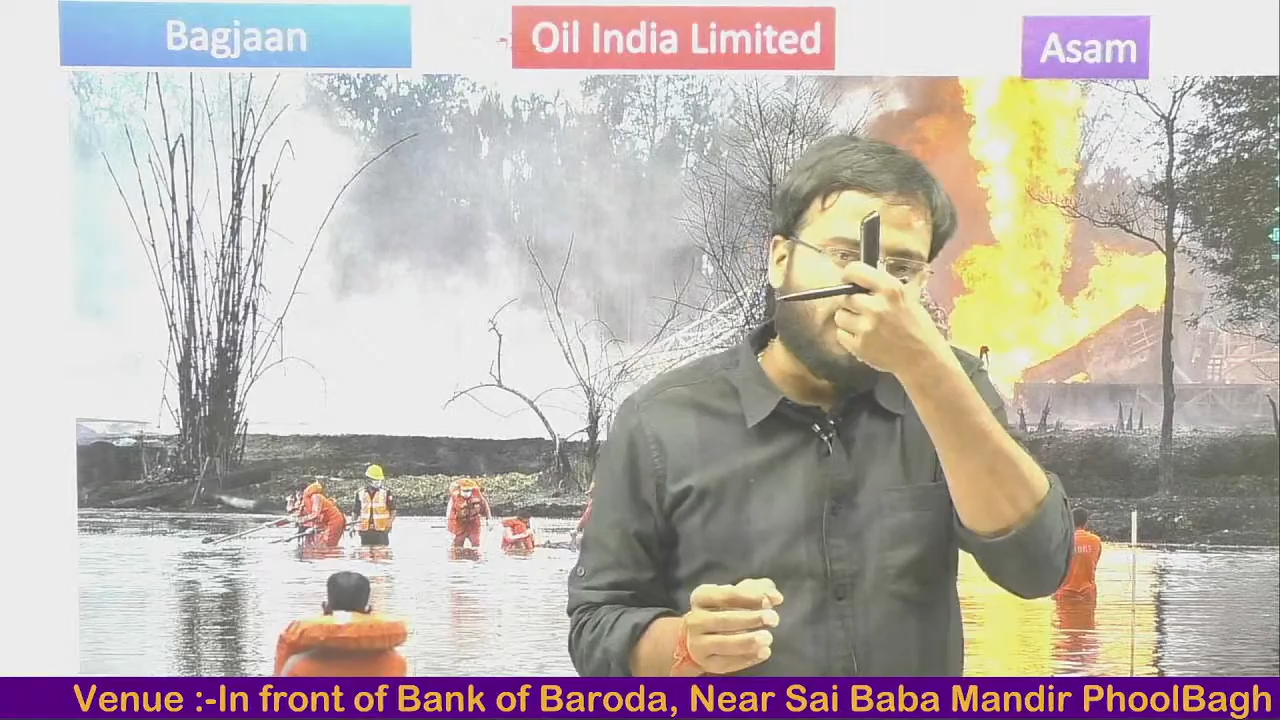 Bagjaan
Oil India Limited
Asam
Venue :-In front of Bank of Baroda, Near Sai Baba Mandir PhoolBagh